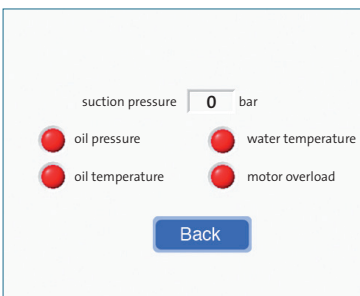 suction pressure 0 bar
oil pressure water temperature
oil temperature motor overload
Back